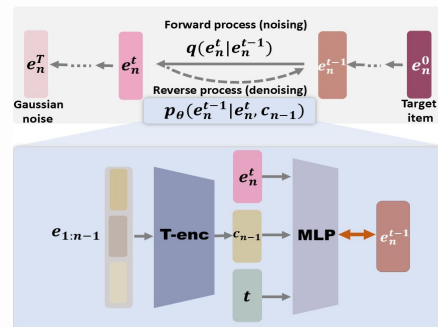 Forward process (noising)
q(e_n^t|e_n^{t-1})
e_n^T
e_n^t
e_n^{t-1}
e_n^0
Gaussian noise
Reverse process (denoising)
Target item
p_θ(e_n^{t-1}|e_n^t, c_{n-1})
e_n^t
e_{1:n-1}
T-enc
c_{n-1}
MLP
e_n^{t-1}
t